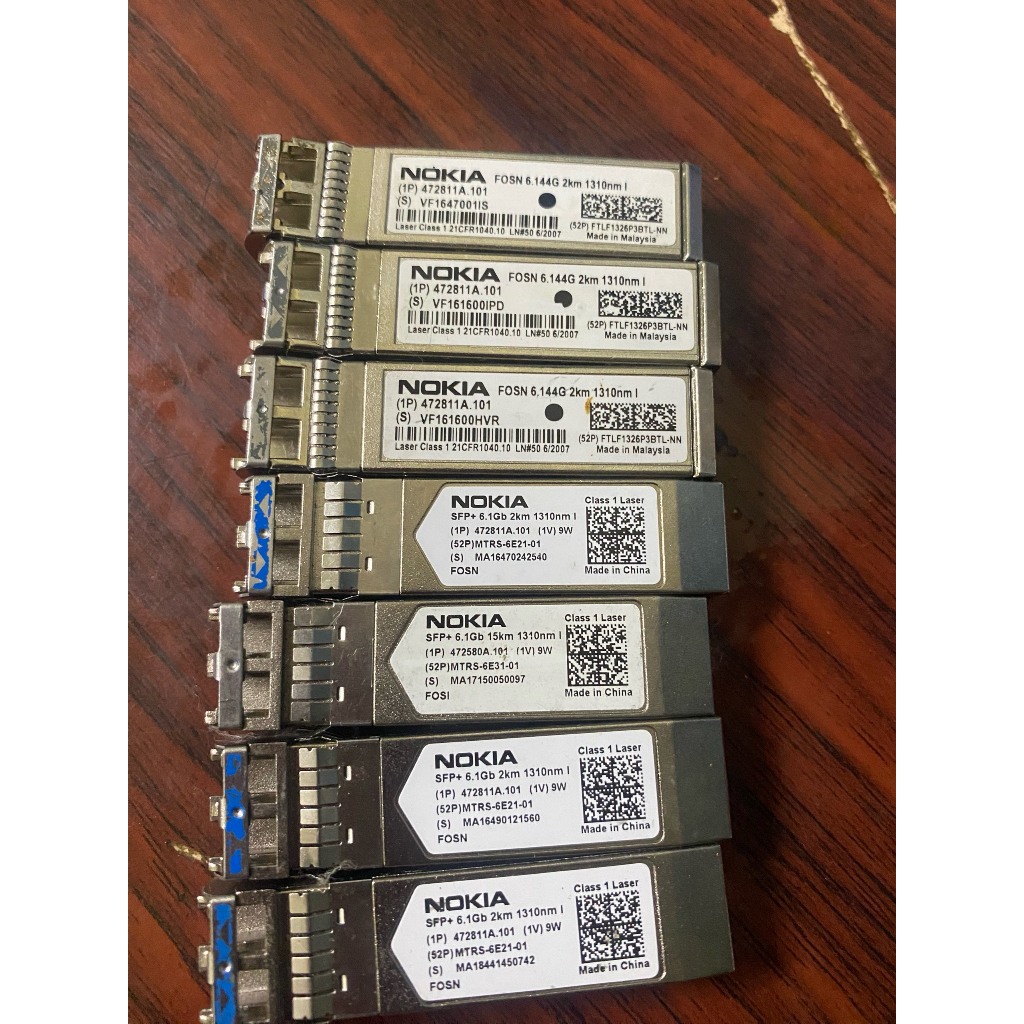 NOKIA FOSN 6.144G 2km 1310nm I
(1P) 472811A.101
(S) VF1647001IS
(52P) FTLF1326P3BTL-NN
Laser Class 1 21CFR1040.10 LN#50 6/2007
Made in Malaysia
NOKIA FOSN 6.144G 2km 1310nm I
(1P) 472811A.101
(S) VF161600IPD
(52P) FTLF1326P3BTL-NN
Laser Class 1 21CFR1040.10 LN#50 6/2007
Made in Malaysia
NOKIA FOSN 6.144G 2km 1310nm I
(1P) 472811A.101
(S) VF161600HVR
(52P) FTLF1326P3BTL-NN
Laser Class 1 21CFR1040.10 LN#50 6/2007
Made in Malaysia
NOKIA
Class 1 Laser
SFP+ 6.1Gb 2km 1310nm I
(1P) 472811A.101 (1V) 9W
(52P)MTRS-6E21-01
(S) MA16470242540
FOSN
Made in China
NOKIA
Class 1 Laser
SFP+ 6.1Gb 15km 1310nm I
(1P) 472580A.101 (1V) 9W
(52P)MTRS-6E31-01
(S) MA17150050097
FOSI
Made in China
NOKIA
Class 1 Laser
SFP+ 6.1Gb 2km 1310nm I
(1P) 472811A.101 (1V) 9W
(52P)MTRS-6E21-01
(S) MA16490121560
FOSN
Made in China
NOKIA
Class 1 Laser
SFP+ 6.1Gb 2km 1310nm I
(1P) 472811A.101 (1V) 9W
(52P)MTRS-6E21-01
(S) MA18441450742
FOSN
Made in China